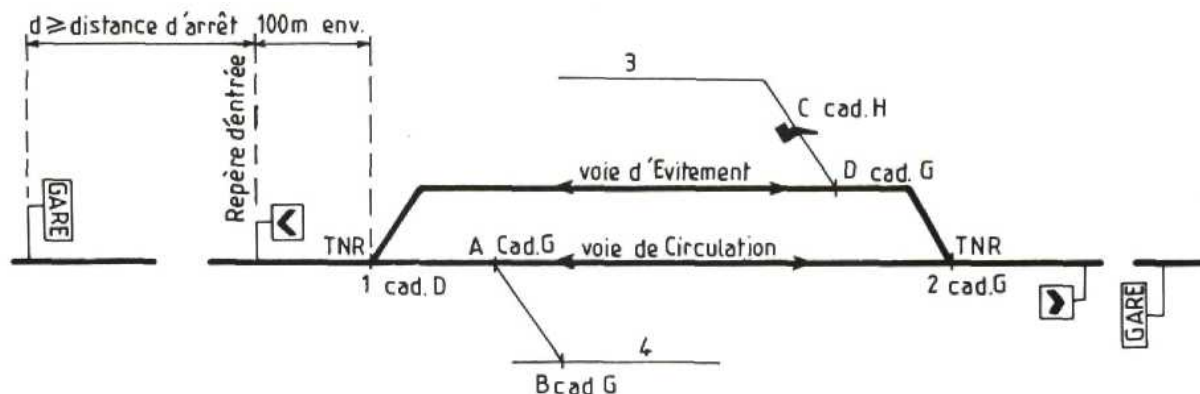 d ≥ distance d'arrêt
100m env.
3
C cad.H
Repère d'entrée
voie d'Evitement
D cad. G
GARE
TNR
A Cad.G
voie de Circulation
TNR
1 cad.D
2 cad.G
GARE
4
B cad G